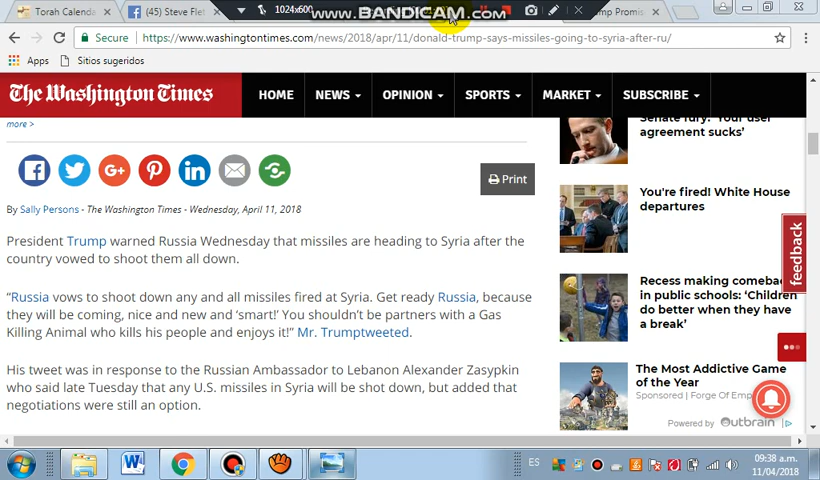 Torah Calenda
(45) Steve Flet
1024x600
www.BANDICAM.com
mp Promis
Secure
https://www.washingtontimes.com/news/2018/apr/11/donald-trump-says-missiles-going-to-syria-after-ru/
Apps
Sitios sugeridos
The Washington Times
HOME
NEWS
OPINION
SPORTS
MARKET
SUBSCRIBE
more >
Print
By Sally Persons - The Washington Times - Wednesday, April 11, 2018
President Trump warned Russia Wednesday that missiles are heading to Syria after the
country vowed to shoot them all down.
“Russia vows to shoot down any and all missiles fired at Syria. Get ready Russia, because
they will be coming, nice and new and ‘smart!’ You shouldn’t be partners with a Gas
Killing Animal who kills his people and enjoys it!” Mr. Trumptweeted.
His tweet was in response to the Russian Ambassador to Lebanon Alexander Zasypkin
who said late Tuesday that any U.S. missiles in Syria will be shot down, but added that
negotiations were still an option.
Senate fury: ‘Your user
agreement sucks’
You're fired! White House
departures
Recess making comeba
in public schools: ‘Children
do better when they have
a break’
The Most Addictive Game
of the Year
Sponsored | Forge Of Emp
Powered by Outbrain
feedback
ES
09:38 a.m.
11/04/2018